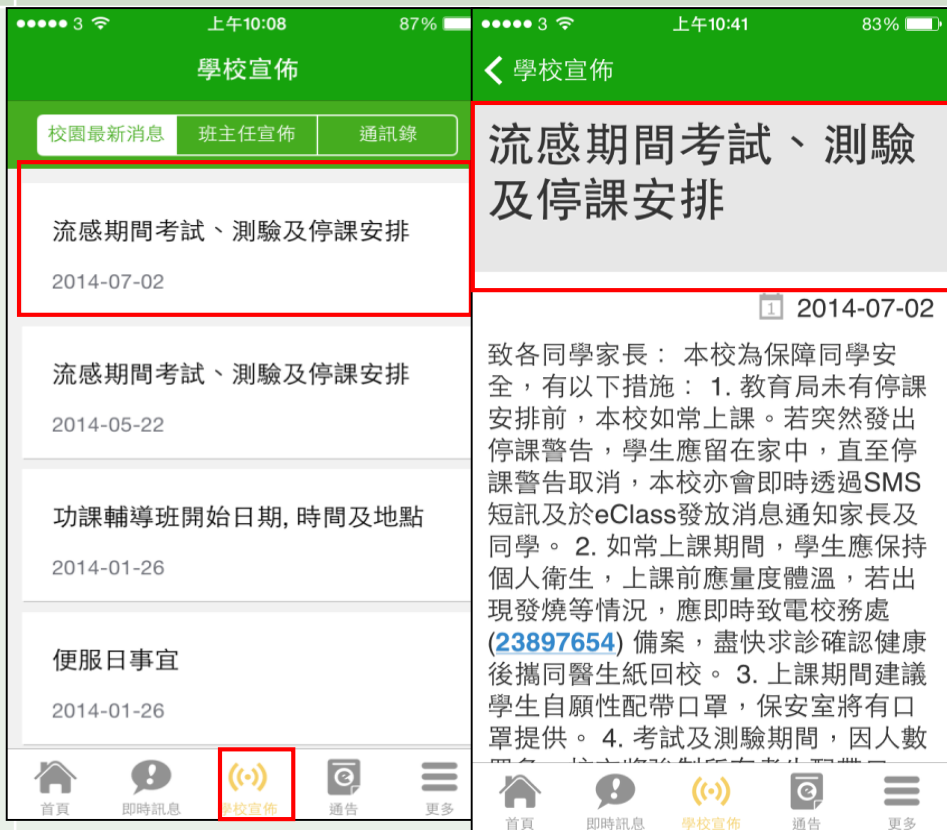 3 上午10:08 87%
學校宣佈
校園最新消息 班主任宣佈 通訊錄
流感期間考試、測驗及停課安排
2014-07-02
流感期間考試、測驗及停課安排
2014-05-22
功課輔導班開始日期, 時間及地點
2014-01-26
便服日事宜
2014-01-26
首頁 即時訊息 學校宣佈 通告 更多
3 上午10:41 83%
學校宣佈
流感期間考試、測驗
及停課安排
1 2014-07-02
致各同學家長： 本校為保障同學安
全，有以下措施： 1. 教育局未有停課
安排前，本校如常上課。若突然發出
停課警告，學生應留在家中，直至停
課警告取消，本校亦會即時透過SMS
短訊及於eClass發放消息通知家長及
同學。 2. 如常上課期間，學生應保持
個人衛生，上課前應量度體溫，若出
現發燒等情況，應即時致電校務處
(23897654) 備案，盡快求診確認健康
後攜同醫生紙回校。 3. 上課期間建議
學生自願性配帶口罩，保安室將有口
罩提供。 4. 考試及測驗期間，因人數
首頁 即時訊息 學校宣佈 通告 更多